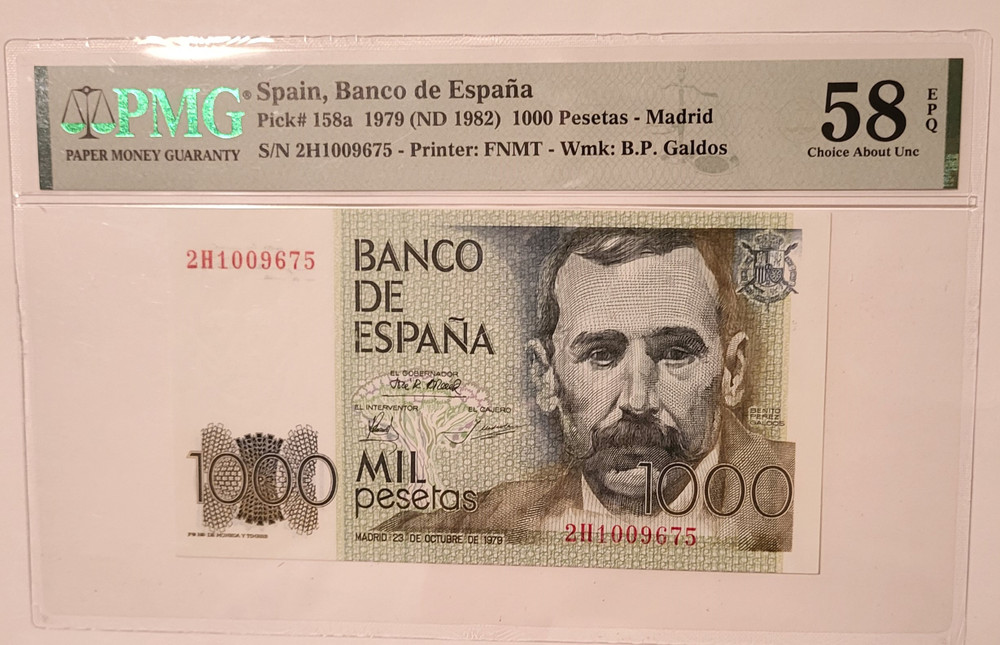 PMG®
PAPER MONEY GUARANTY
Spain, Banco de España
Pick# 158a 1979 (ND 1982) 1000 Pesetas - Madrid
S/N 2H1009675 - Printer: FNMT - Wmk: B.P. Galdos
58
EPQ
Choice About Unc
2H1009675
BANCO
DE
ESPAÑA
EL GOBERNADOR
EL INTERVENTOR
EL CAJERO
BENITO
PEREZ
GALDOS
MIL
pesetas
1000
1000
MADRID 23 DE OCTUBRE DE 1979
2H1009675